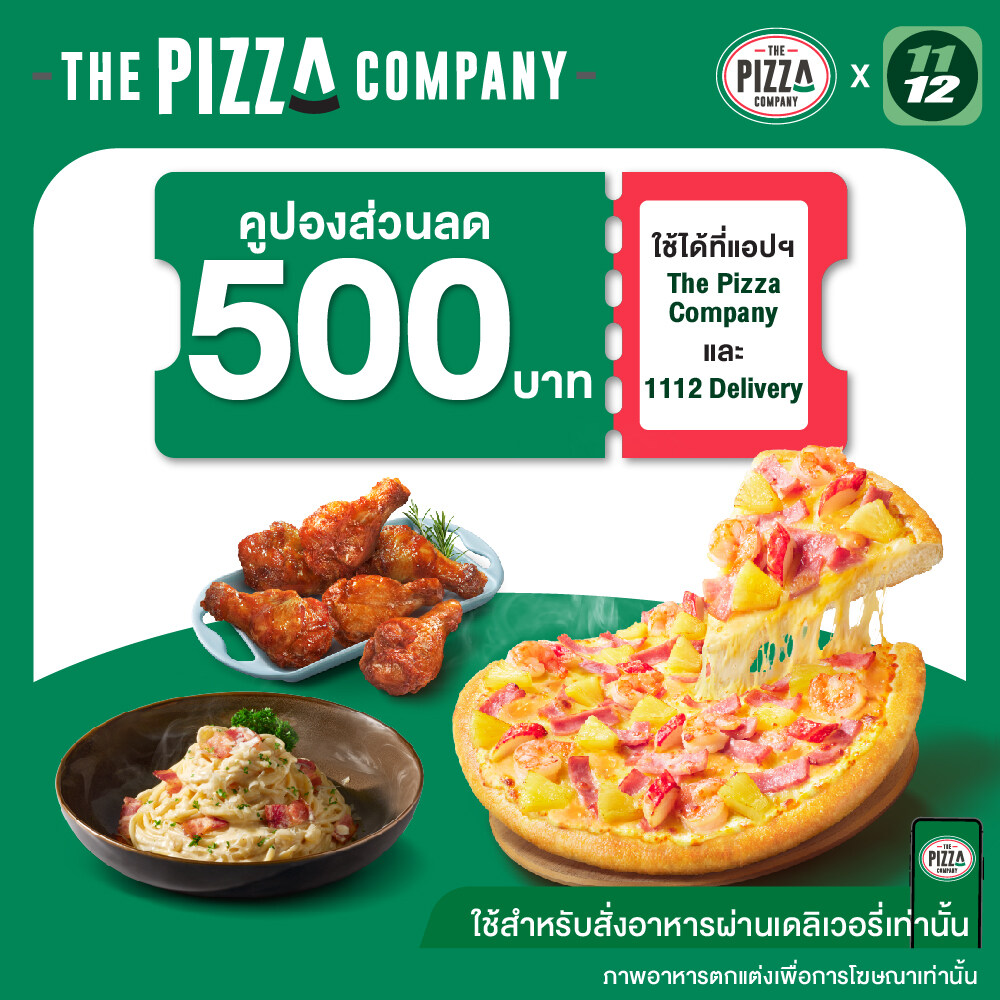 THE PIZZA COMPANY
THE
PIZZA
COMPANY
X
11
12
คูปองส่วนลด
500
บาท
ใช้ได้ที่แอปฯ
The Pizza
Company
และ
1112 Delivery
THE
PIZZA
COMPANY
ใช้สำหรับสั่งอาหารผ่านเดลิเวอรี่เท่านั้น
ภาพอาหารตกแต่งเพื่อการโฆษณาเท่านั้น